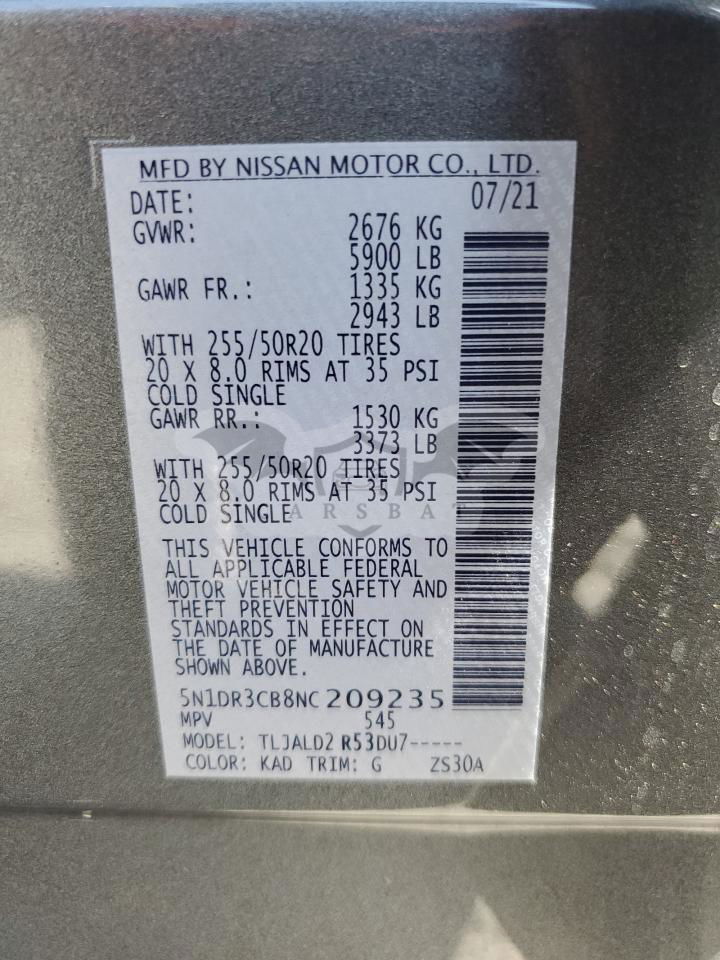 MFD BY NISSAN MOTOR CO., LTD.
DATE: 07/21
GVWR: 2676 KG
5900 LB
GAWR FR.: 1335 KG
2943 LB
WITH 255/50R20 TIRES
20 X 8.0 RIMS AT 35 PSI
COLD SINGLE
GAWR RR.: 1530 KG
3373 LB
WITH 255/50R20 TIRES
20 X 8.0 RIMS AT 35 PSI
COLD SINGLE
ARSBAT
THIS VEHICLE CONFORMS TO
ALL APPLICABLE FEDERAL
MOTOR VEHICLE SAFETY AND
THEFT PREVENTION
STANDARDS IN EFFECT ON
THE DATE OF MANUFACTURE
SHOWN ABOVE.
5N1DR3CB8NC209235
MPV 545
MODEL: TLJALD2 R53DU7-----
COLOR: KAD TRIM: G ZS30A